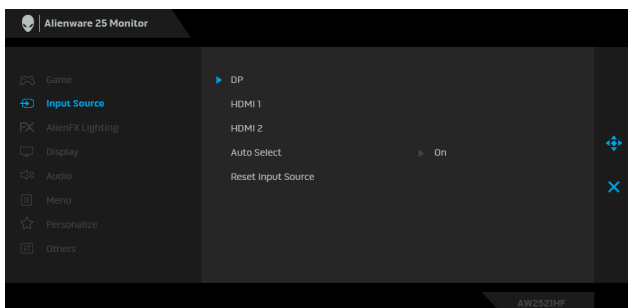 Alienware 25 Monitor
Game
Input Source
AlienFX Lighting
Display
Audio
Menu
Personalize
Others
DP
HDMI 1
HDMI 2
Auto Select On
Reset Input Source
AW2521HF